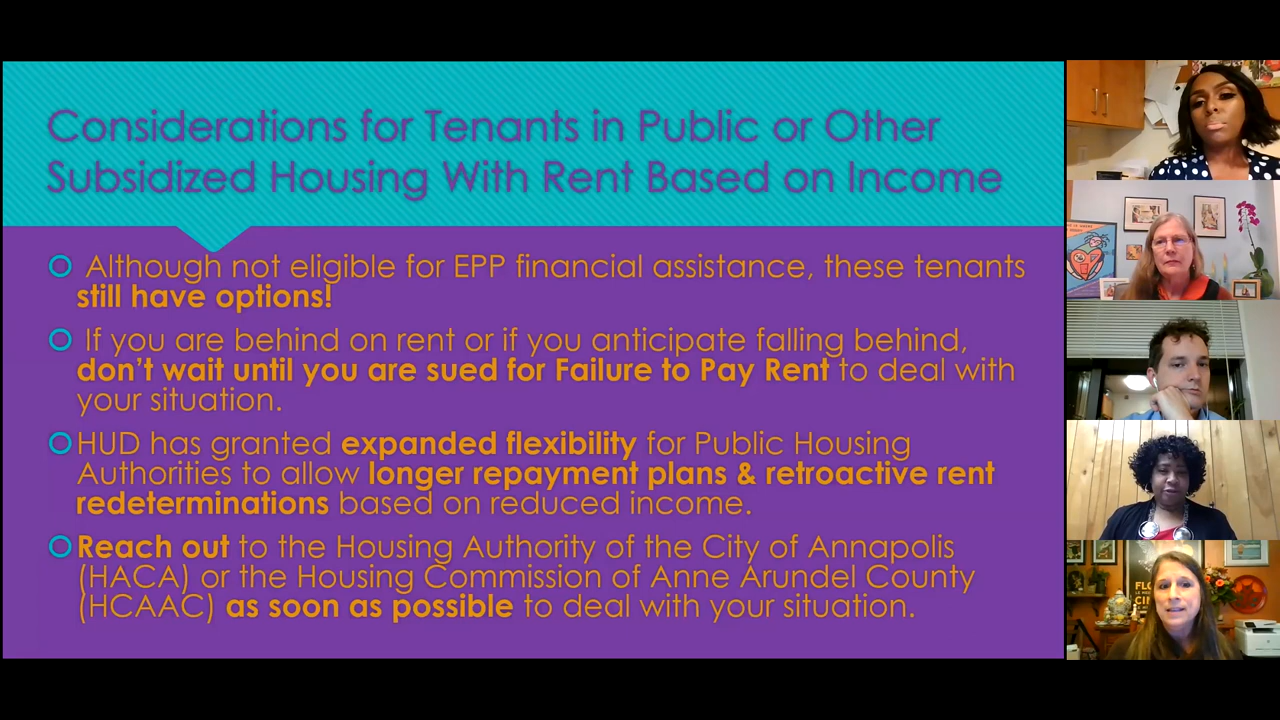 Considerations for Tenants in Public or Other
Subsidized Housing With Rent Based on Income
Although not eligible for EPP financial assistance, these tenants
still have options!
If you are behind on rent or if you anticipate falling behind,
don't wait until you are sued for Failure to Pay Rent to deal with
your situation.
HUD has granted expanded flexibility for Public Housing
Authorities to allow longer repayment plans & retroactive rent
redeterminations based on reduced income.
Reach out to the Housing Authority of the City of Annapolis
(HACA) or the Housing Commission of Anne Arundel County
(HCAAC) as soon as possible to deal with your situation.